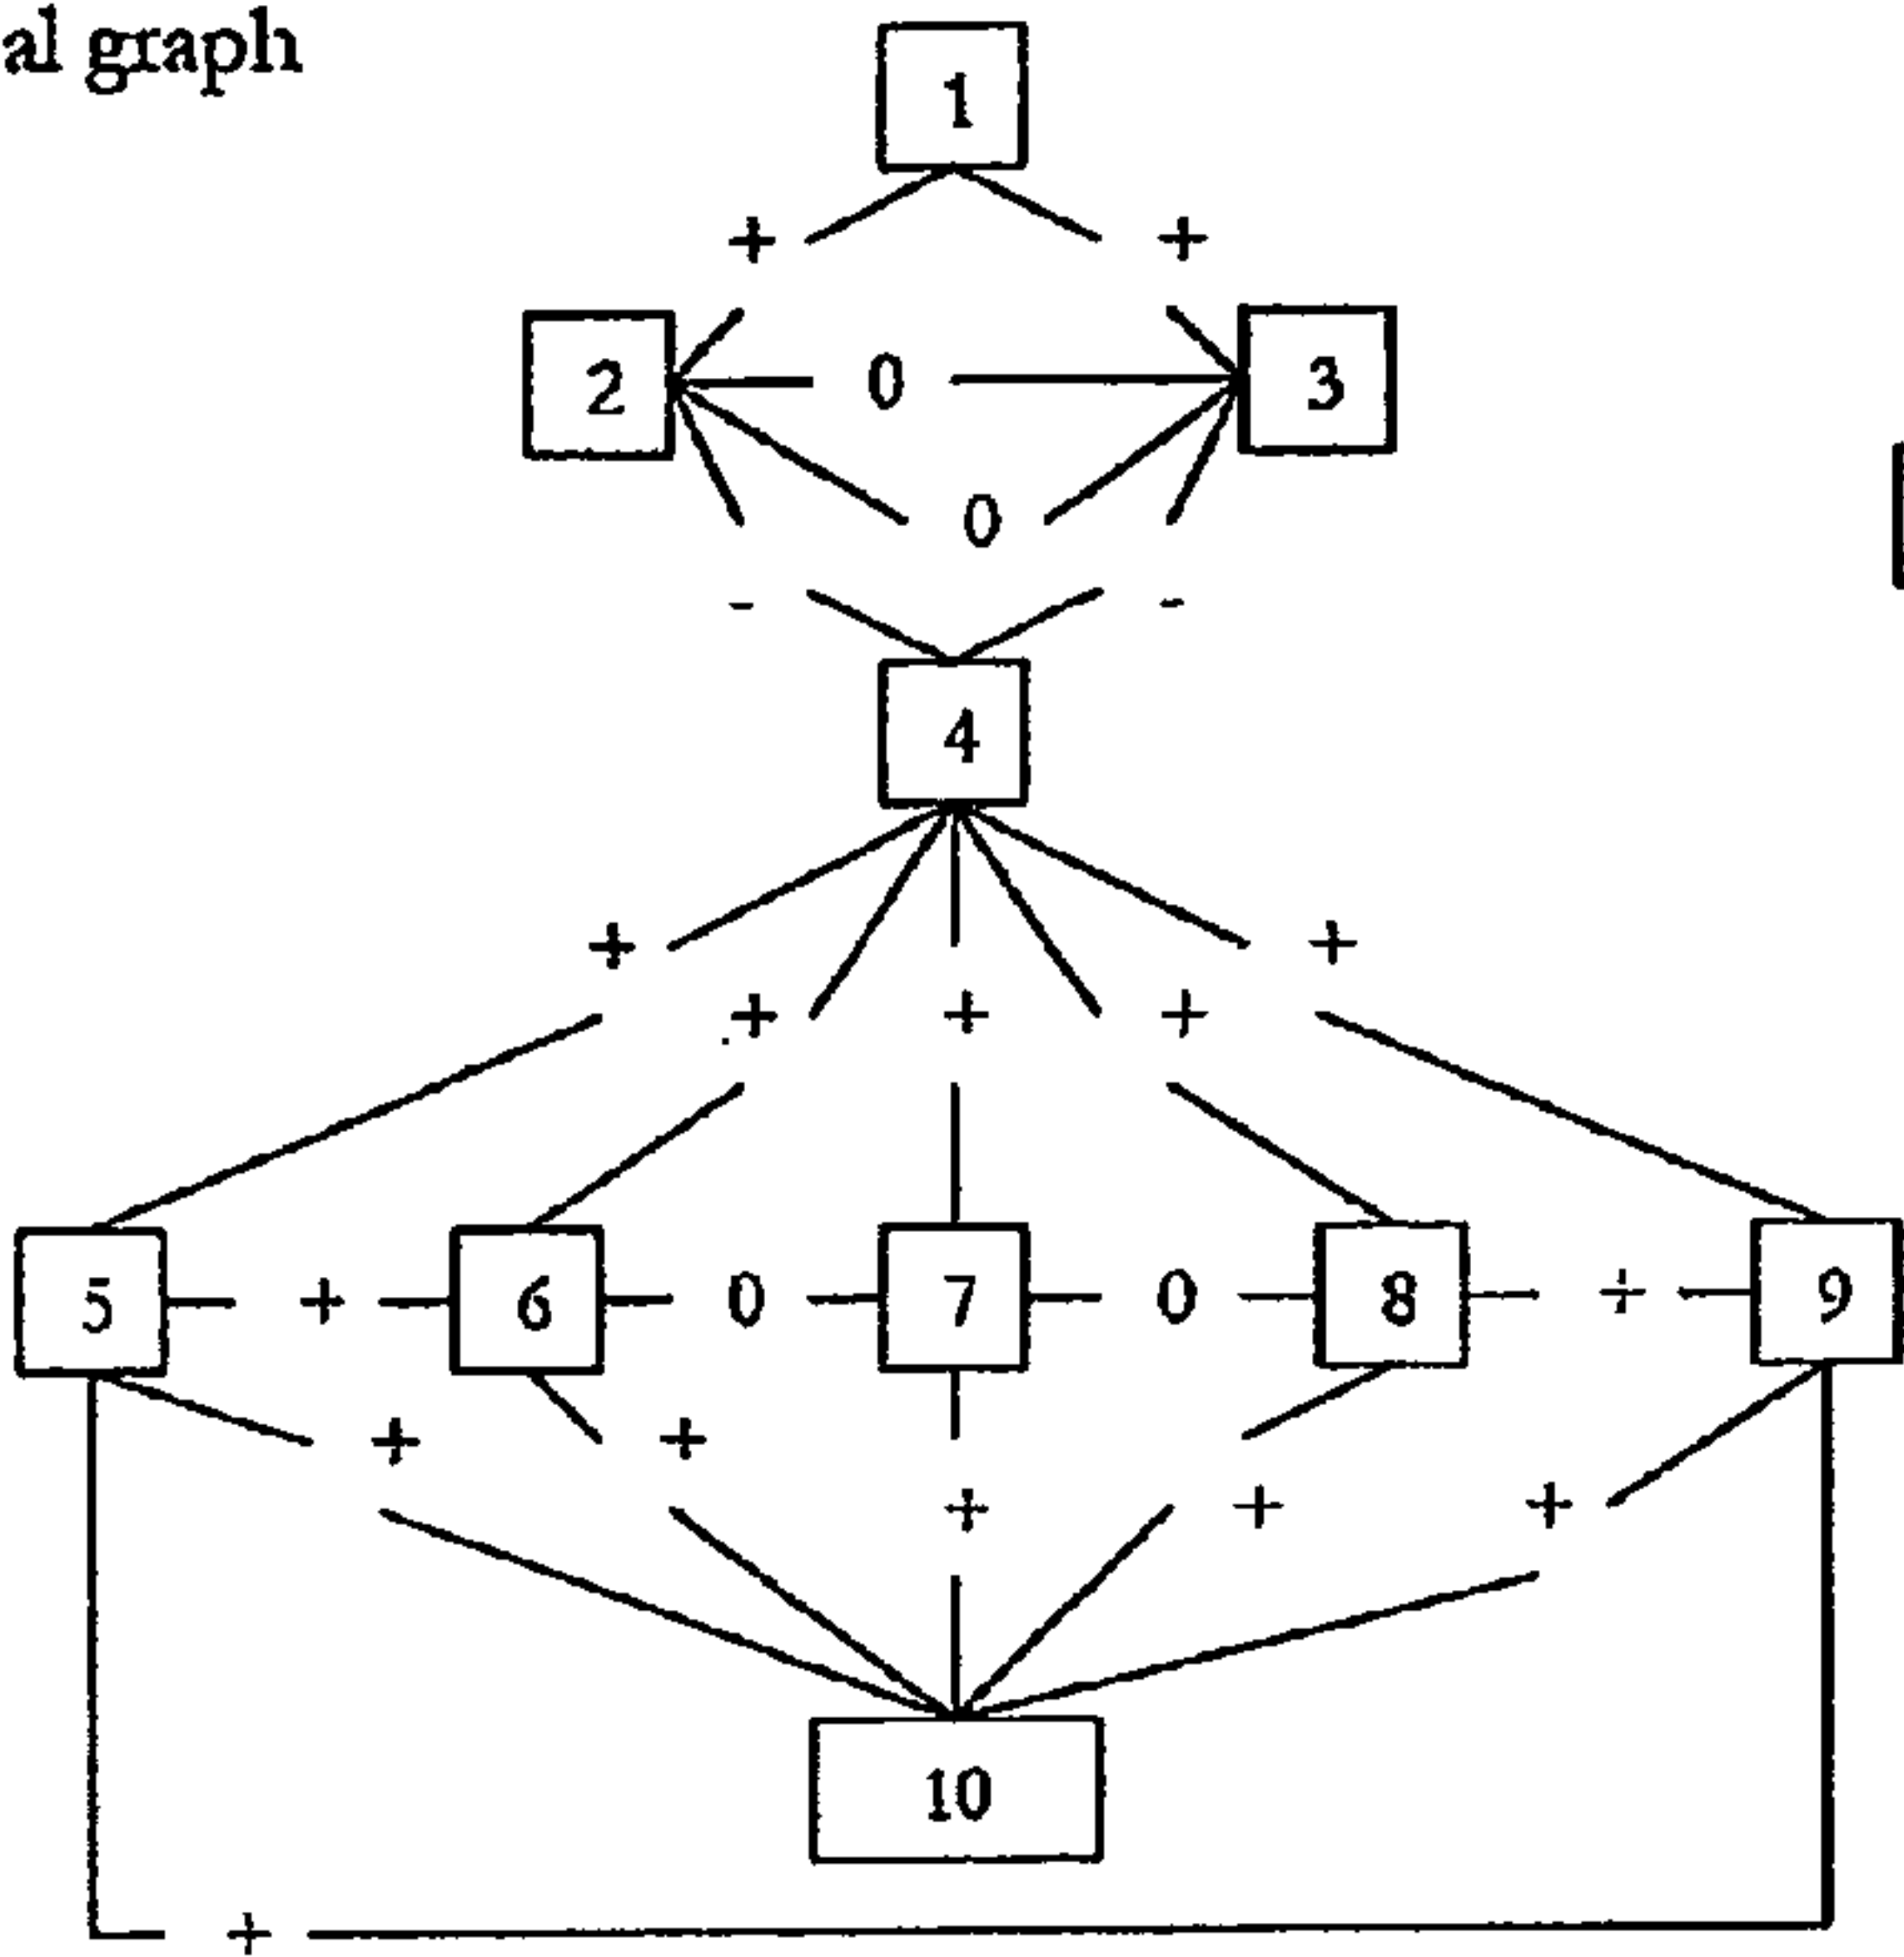 al graph
1
+ +
2 0 3
0
- -
4
+ +
+ + +
5 + 6 0 7 0 8 + 9
+ +
+ + +
10
+